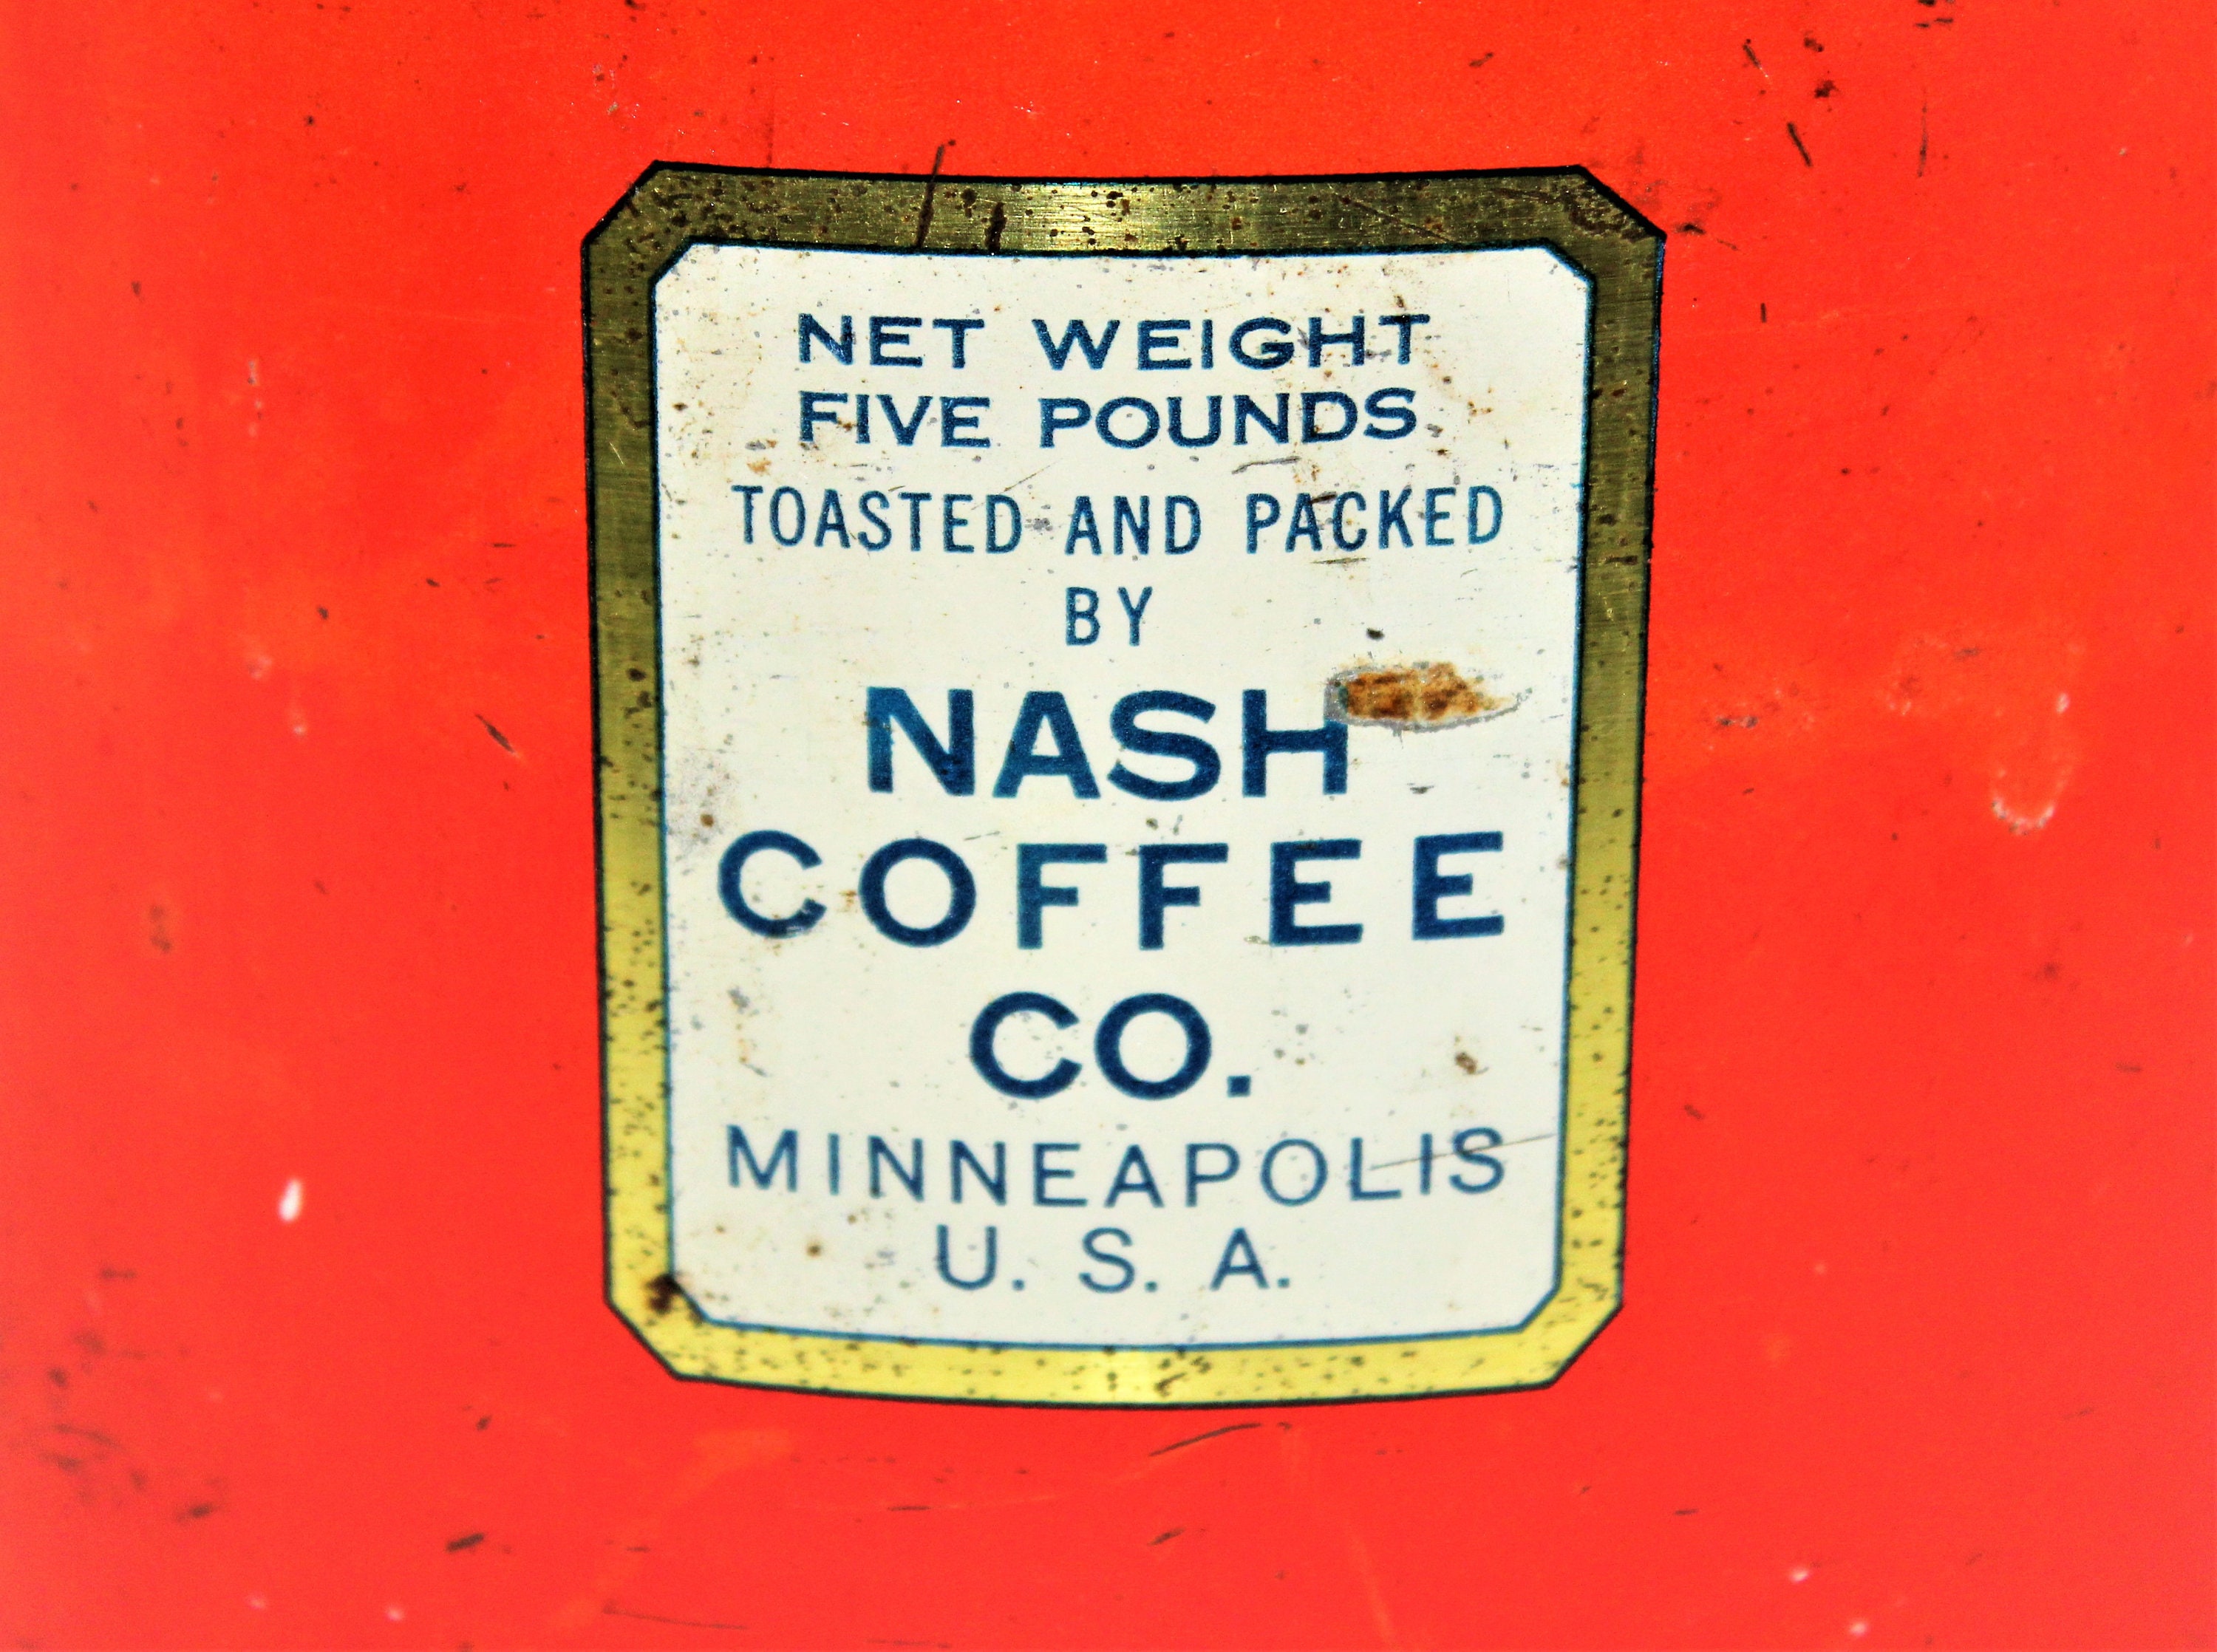 NET WEIGHT
FIVE POUNDS
TOASTED AND PACKED
BY
NASH
COFFEE
CO.
MINNEAPOLIS
U. S. A.